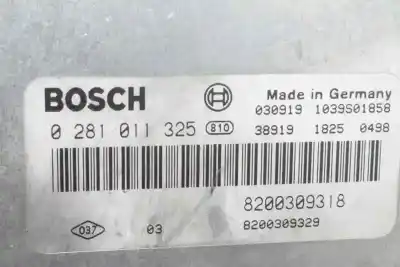 BOSCH
Made in Germany
030919 1039S01858
0 281 011 325 810 38919 1825 0498
8200309318
037 03 8200309329